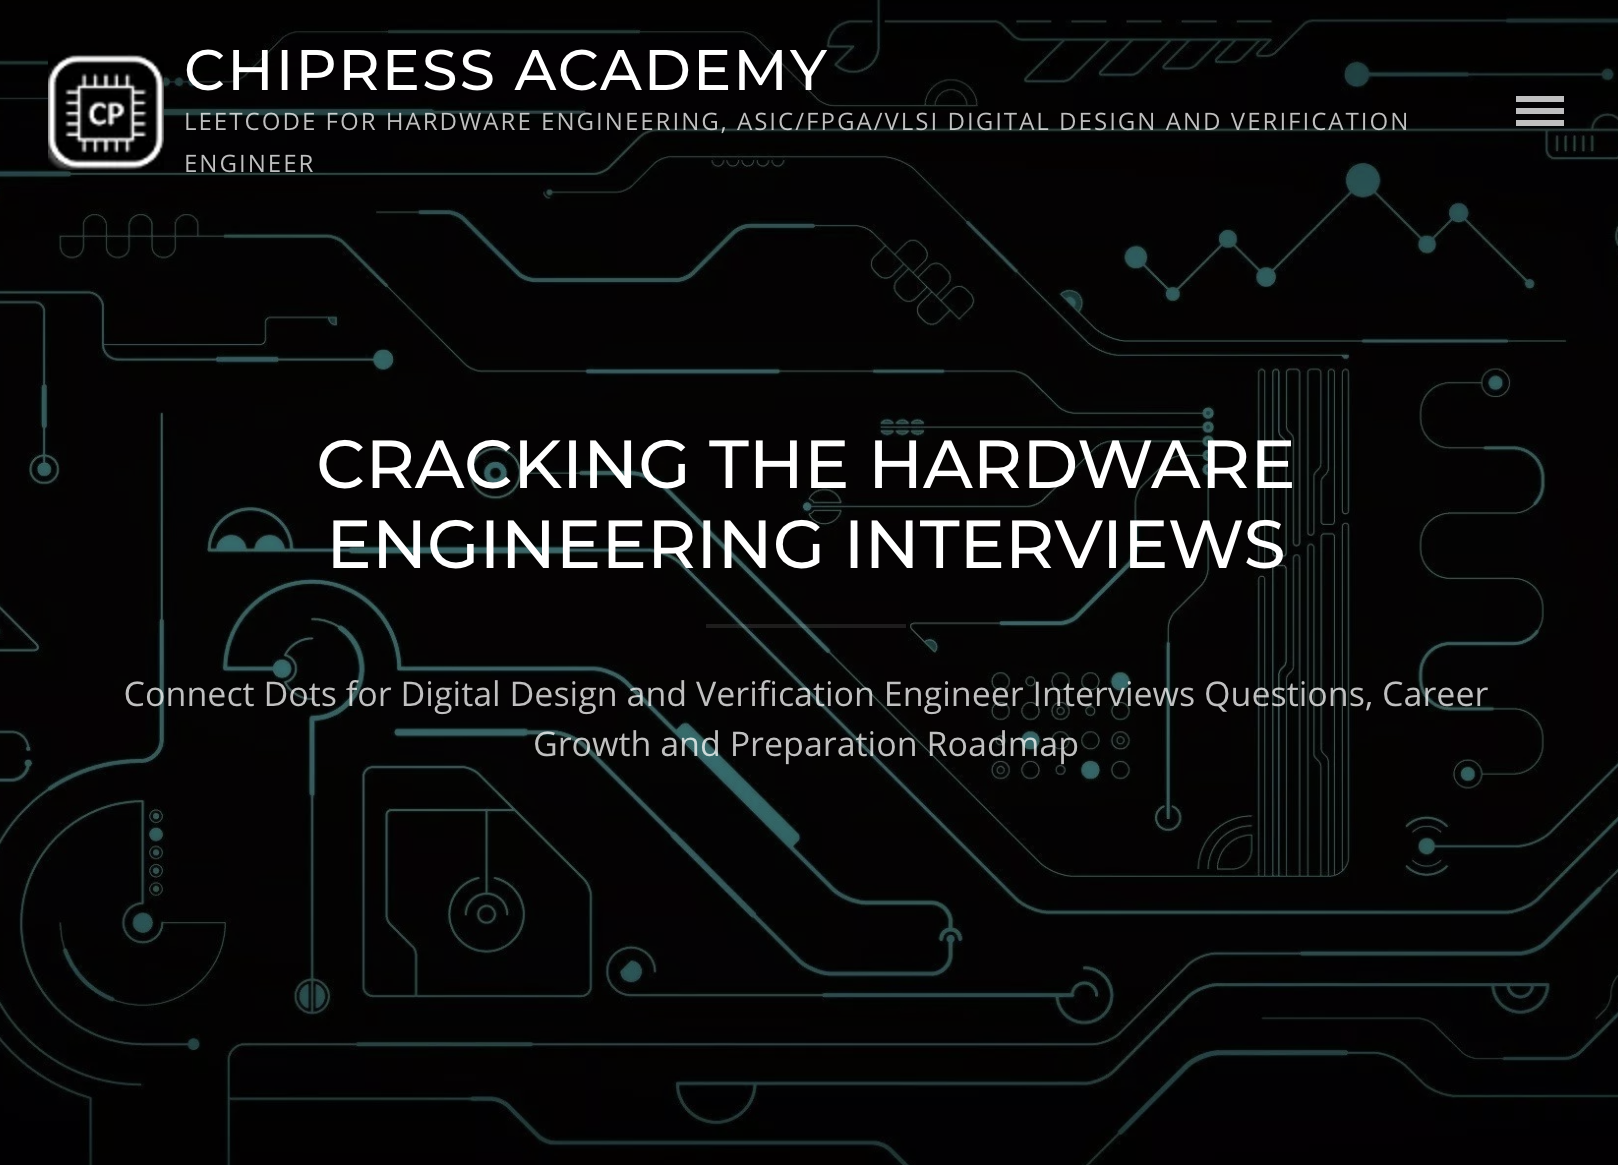 CP
CHIPRESS ACADEMY
LEETCODE FOR HARDWARE ENGINEERING, ASIC/FPGA/VLSI DIGITAL DESIGN AND VERIFICATION
ENGINEER
CRACKING THE HARDWARE
ENGINEERING INTERVIEWS
Connect Dots for Digital Design and Verification Engineer Interviews Questions, Career
Growth and Preparation Roadmap